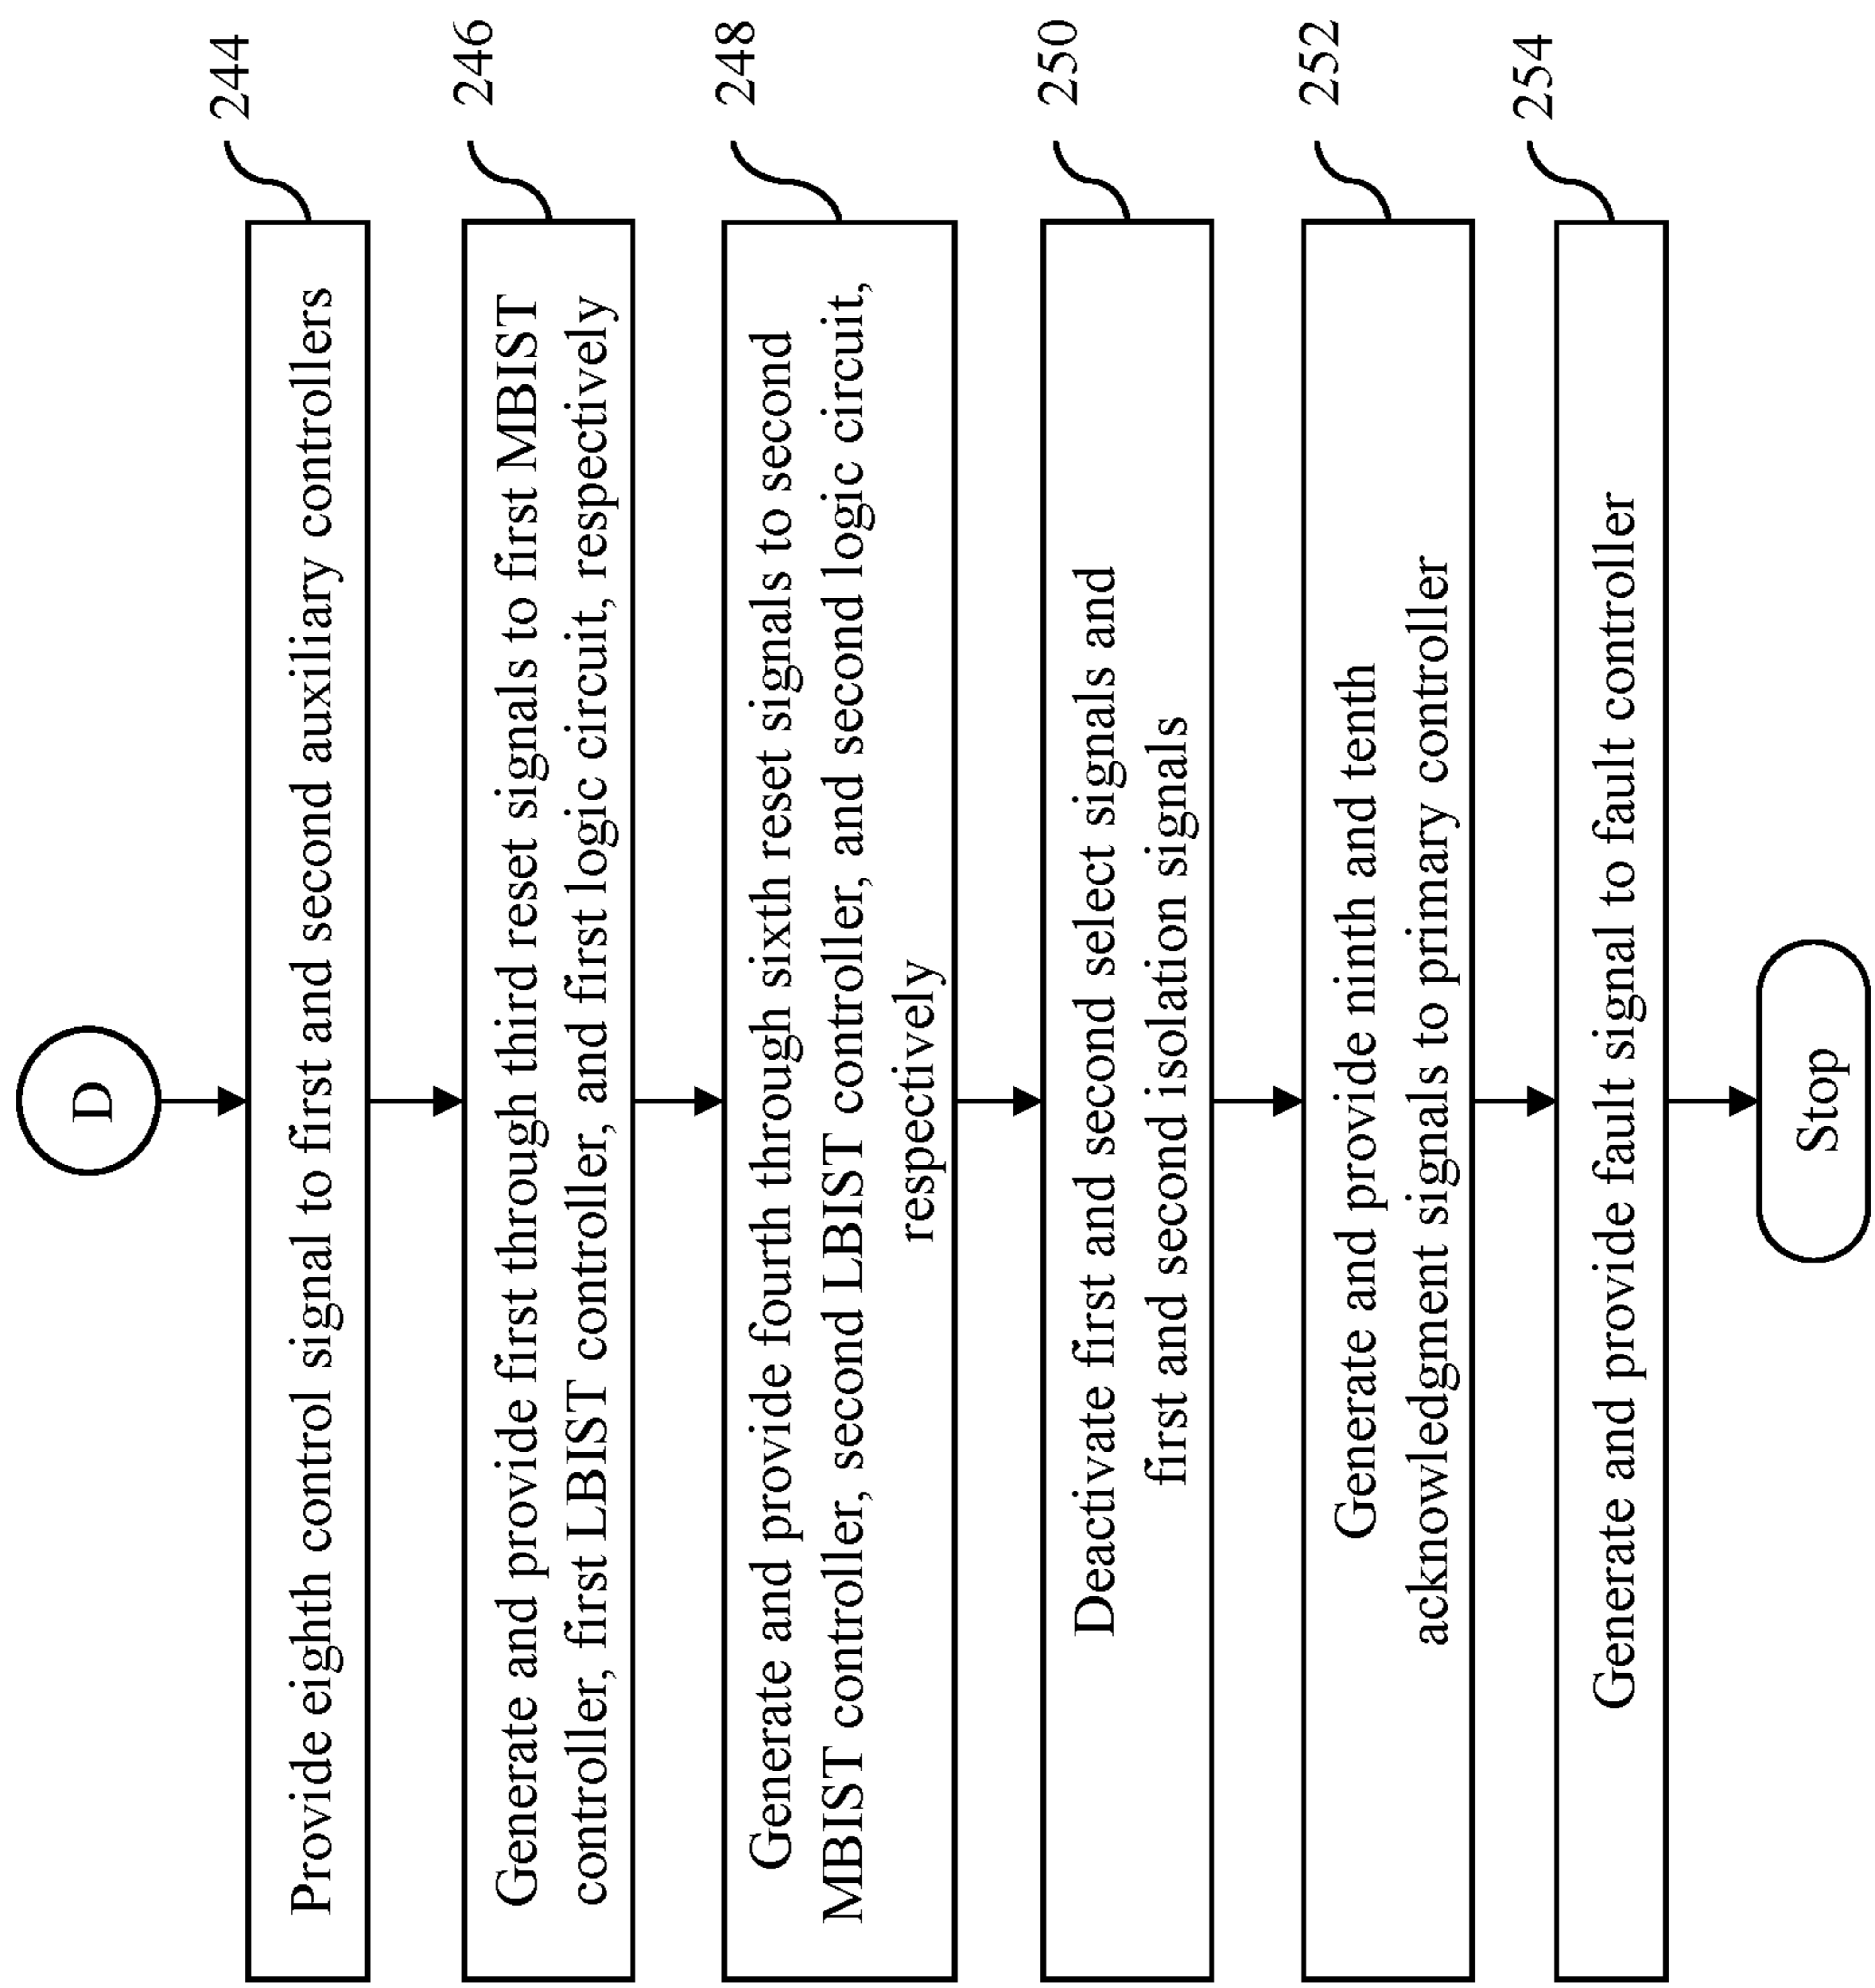 D
244
Provide eighth control signal to first and second auxiliary controllers
246
Generate and provide first through third reset signals to first MBIST
controller, first LBIST controller, and first logic circuit, respectively
248
Generate and provide fourth through sixth reset signals to second
MBIST controller, second LBIST controller, and second logic circuit,
respectively
250
Deactivate first and second select signals and
first and second isolation signals
252
Generate and provide ninth and tenth
acknowledgment signals to primary controller
254
Generate and provide fault signal to fault controller
Stop